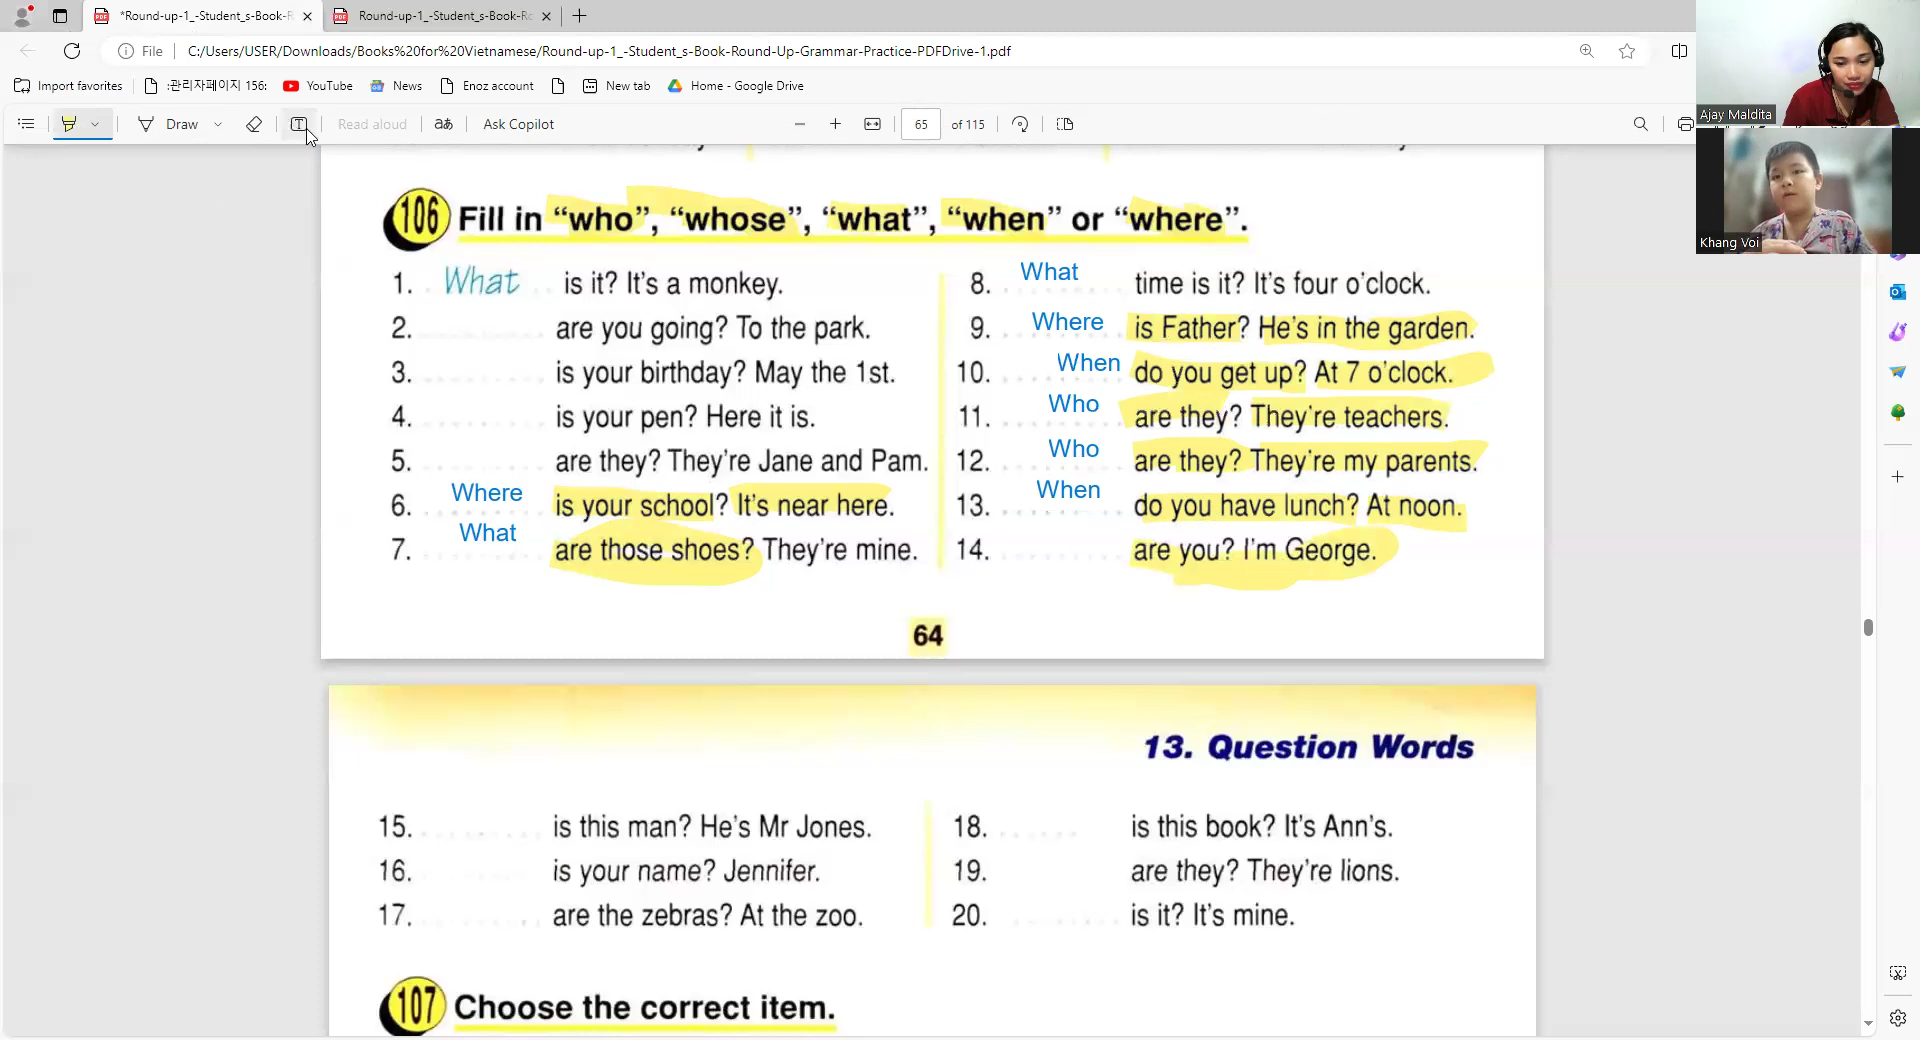 *Round-up-1_-Student_s-Book-R
Round-up-1_-Student_s-Book-Ro
File
C:/Users/USER/Downloads/Books%20for%20Vietnamese/Round-up-1_-Student_s-Book-Round-Up-Grammar-Practice-PDFDrive-1.pdf
Import favorites
:관리자페이지 156:
YouTube
News
Enoz account
New tab
Home - Google Drive
Draw
Read aloud
aあ
Ask Copilot
65
of 115
Ajay Maldita
Khang Voi
106 Fill in “who”, “whose”, “what”, “when” or “where”.
1. What is it? It's a monkey.
2. are you going? To the park.
3. is your birthday? May the 1st.
4. is your pen? Here it is.
5. are they? They're Jane and Pam.
6. Where is your school? It's near here.
7. What are those shoes? They're mine.
8. What time is it? It's four o'clock.
9. Where is Father? He's in the garden.
10. When do you get up? At 7 o'clock.
11. Who are they? They're teachers.
12. Who are they? They're my parents.
13. When do you have lunch? At noon.
14. are you? I'm George.
64
13. Question Words
15. is this man? He's Mr Jones.
16. is your name? Jennifer.
17. are the zebras? At the zoo.
18. is this book? It's Ann's.
19. are they? They're lions.
20. is it? It's mine.
107 Choose the correct item.